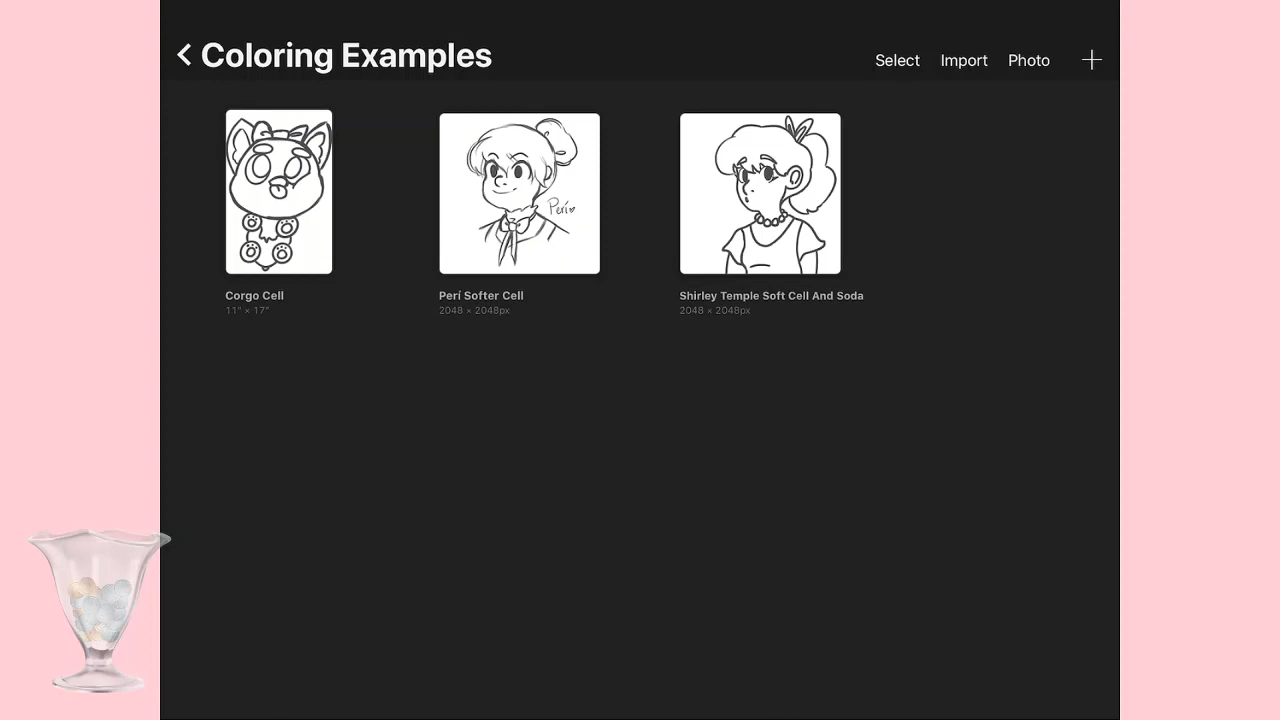 Coloring Examples
Select Import Photo
Perí
Corgo Cell
11" × 17"
Perí Softer Cell
2048 × 2048px
Shirley Temple Soft Cell And Soda
2048 × 2048px